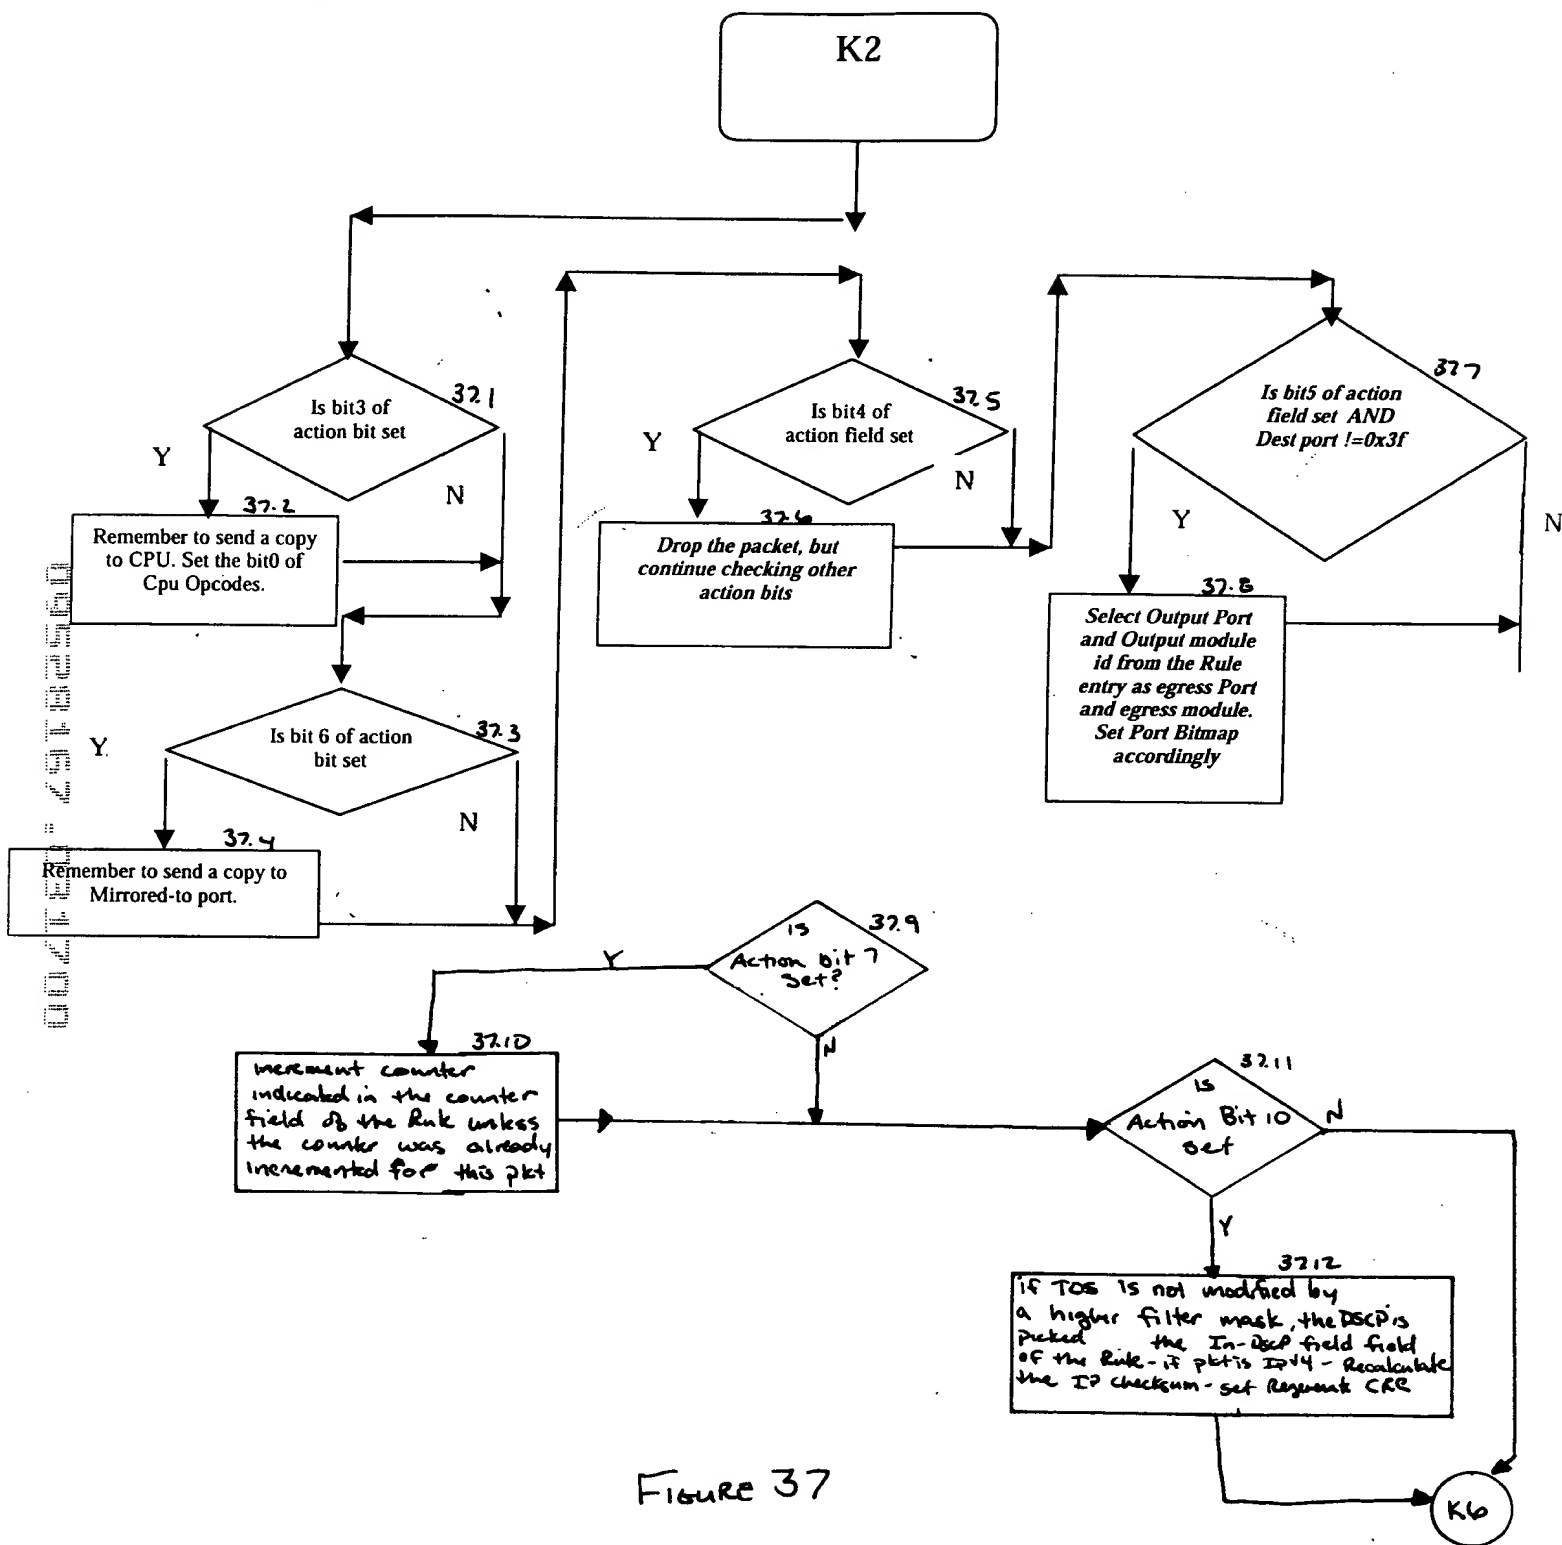 K2
37.1
Is bit3 of
action bit set
Y
N
37.2
Remember to send a copy
to CPU. Set the bit0 of
Cpu Opcodes.
37.3
Is bit 6 of action
bit set
Y
N
37.4
Remember to send a copy to
Mirrored-to port.
37.5
Is bit4 of
action field set
Y
N
37.6
Drop the packet, but
continue checking other
action bits
37.7
Is bit5 of action
field set AND
Dest port !=0x3f
Y
N
37.8
Select Output Port
and Output module
id from the Rule
entry as egress Port
and egress module.
Set Port Bitmap
accordingly
37.9
is
Action bit 7
set?
Y
N
37.10
increment counter
indicated in the counter
field of the Rule unless
the counter was already
incremented for this pkt
37.11
is
Action Bit 10
set
N
Y
37.12
if TOS is not modified by
a higher filter mask, the DSCP is
picked the In-DSCP field field
of the Rule - if pkt is IPv4 - Recalculate
the IP checksum - set Regenerate CRC
K6
FIGURE 37
09528167 - 031700